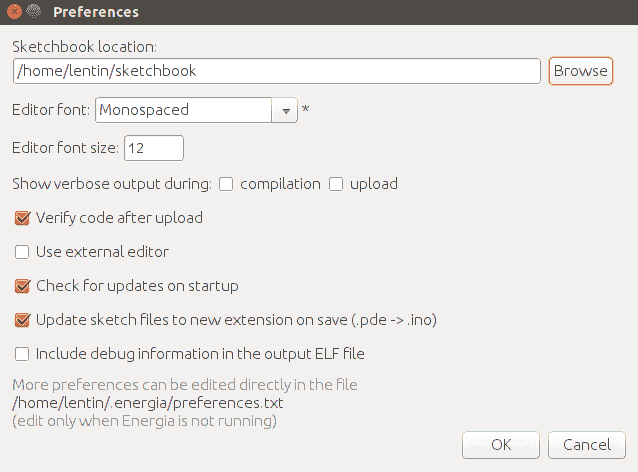 Preferences
Sketchbook location:
/home/lentin/sketchbook Browse
Editor font: Monospaced *
Editor font size: 12
Show verbose output during: compilation upload
Verify code after upload
Use external editor
Check for updates on startup
Update sketch files to new extension on save (.pde -> .ino)
Include debug information in the output ELF file
More preferences can be edited directly in the file
/home/lentin/.energia/preferences.txt
(edit only when Energia is not running)
OK Cancel